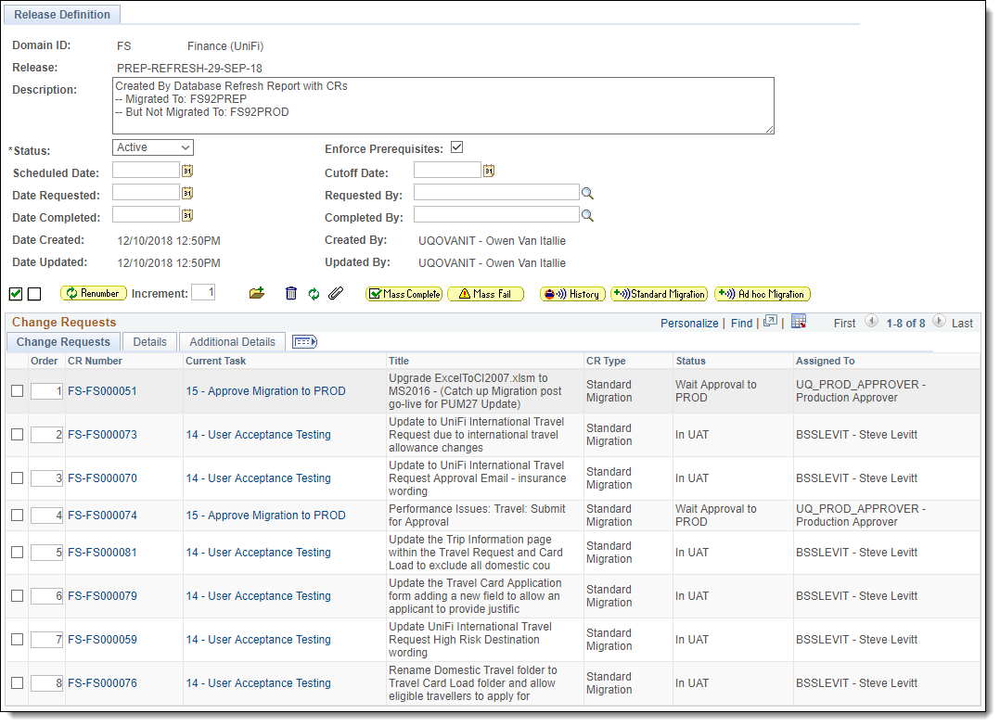 Release Definition
Domain ID: FS Finance (UniFi)
Release: PREP-REFRESH-29-SEP-18
Description: Created By Database Refresh Report with CRs
-- Migrated To: FS92PREP
-- But Not Migrated To: FS92PROD
*Status: Active Enforce Prerequisites:
Scheduled Date: 31 Cutoff Date: 31
Date Requested: 31 Requested By:
Date Completed: 31 Completed By:
Date Created: 12/10/2018 12:50PM Created By: UQOVANIT - Owen Van Itallie
Date Updated: 12/10/2018 12:50PM Updated By: UQOVANIT - Owen Van Itallie
Renumber Increment: 1 Mass Complete Mass Fail History Standard Migration Ad hoc Migration
Change Requests Personalize | Find | | First 1-8 of 8 Last
Change Requests Details Additional Details
Order CR Number Current Task Title CR Type Status Assigned To
1 FS-FS000051 15 - Approve Migration to PROD
Upgrade ExcelToCI2007.xlsm to
MS2016 - (Catch up Migration post
go-live for PUM27 Update)
Standard
Migration
Wait Approval to
PROD
UQ_PROD_APPROVER -
Production Approver
2 FS-FS000073 14 - User Acceptance Testing
Update to UniFi International Travel
Request due to international travel
allowance changes
Standard
Migration
In UAT
BSSLEVIT - Steve Levitt
3 FS-FS000070 14 - User Acceptance Testing
Update to UniFi International Travel
Request Approval Email - insurance
wording
Standard
Migration
In UAT
BSSLEVIT - Steve Levitt
4 FS-FS000074 15 - Approve Migration to PROD
Performance Issues: Travel: Submit
for Approval
Standard
Migration
Wait Approval to
PROD
UQ_PROD_APPROVER -
Production Approver
5 FS-FS000081 14 - User Acceptance Testing
Update the Trip Information page
within the Travel Request and Card
Load to exclude all domestic cou
Standard
Migration
In UAT
BSSLEVIT - Steve Levitt
6 FS-FS000079 14 - User Acceptance Testing
Update the Travel Card Application
form adding a new field to allow an
applicant to provide justific
Standard
Migration
In UAT
BSSLEVIT - Steve Levitt
7 FS-FS000059 14 - User Acceptance Testing
Update UniFi International Travel
Request High Risk Destination
wording
Standard
Migration
In UAT
BSSLEVIT - Steve Levitt
8 FS-FS000076 14 - User Acceptance Testing
Rename Domestic Travel folder to
Travel Card Load folder and allow
eligible travellers to apply for
Standard
Migration
In UAT
BSSLEVIT - Steve Levitt